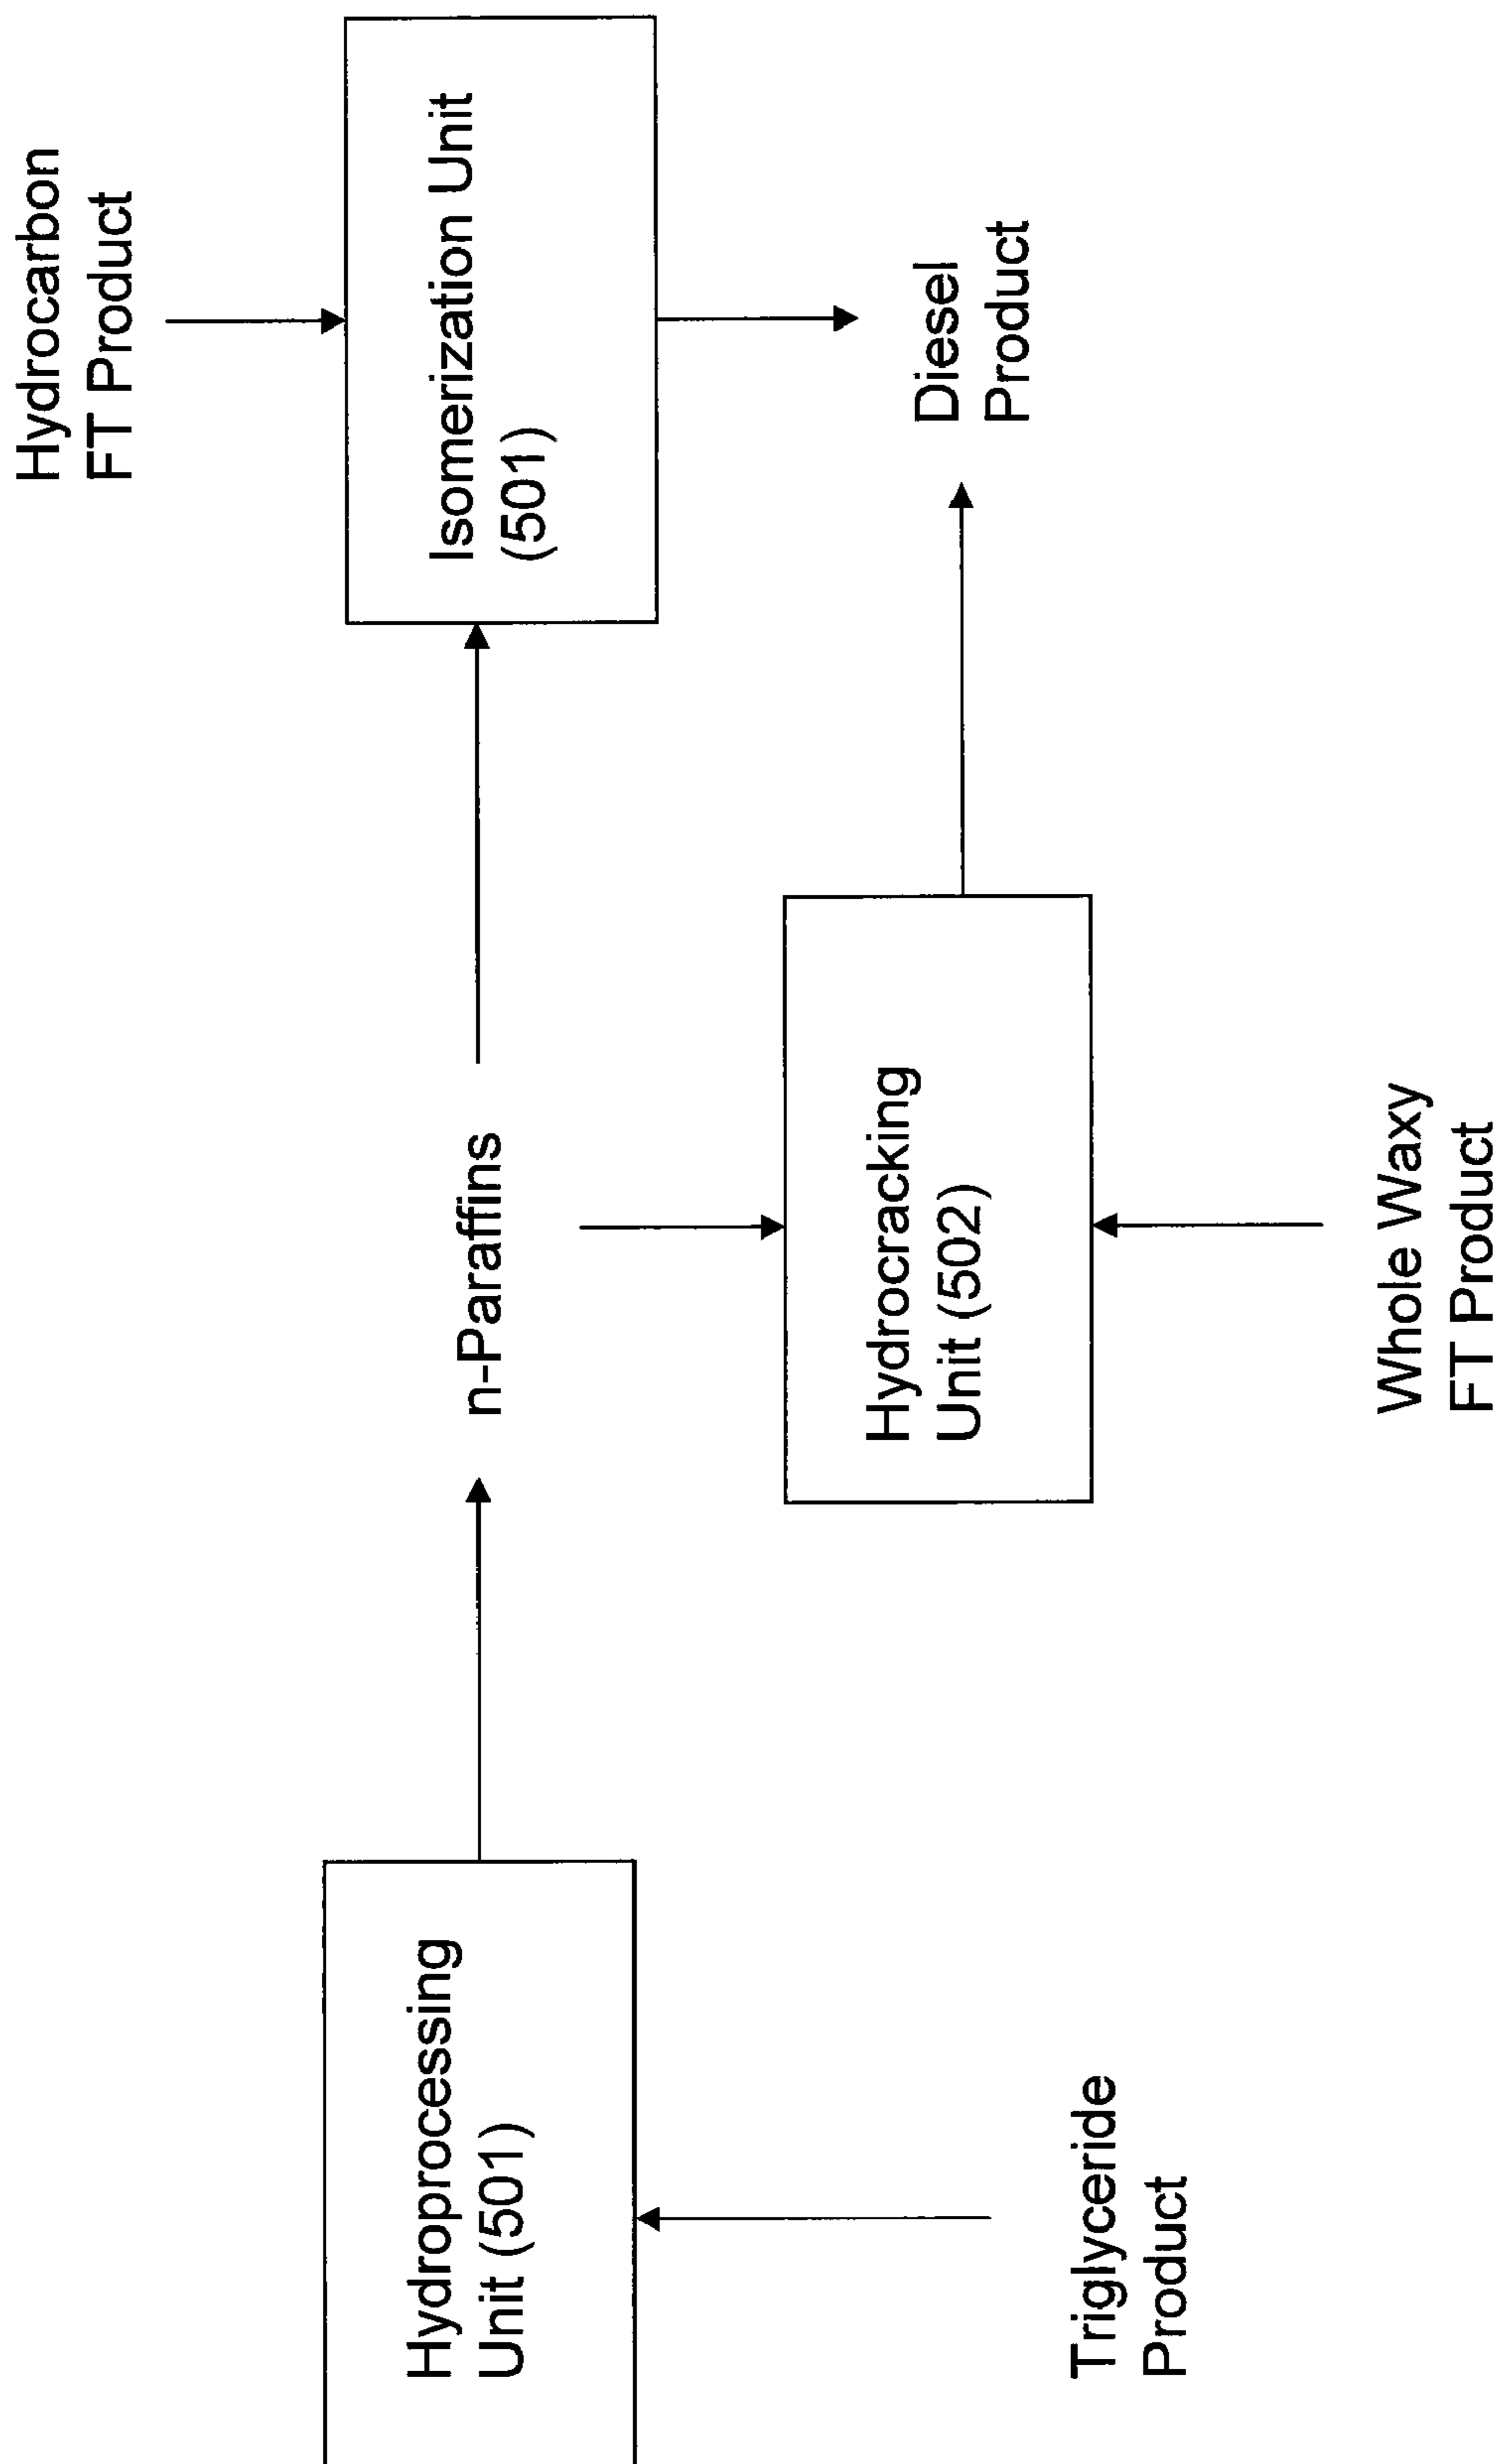 Hydroprocessing
Unit (501)
Triglyceride
Product
n-Paraffins
Hydrocracking
Unit (502)
Whole Waxy
FT Product
Hydrocarbon
FT Product
Isomerization Unit
(501)
Diesel
Product